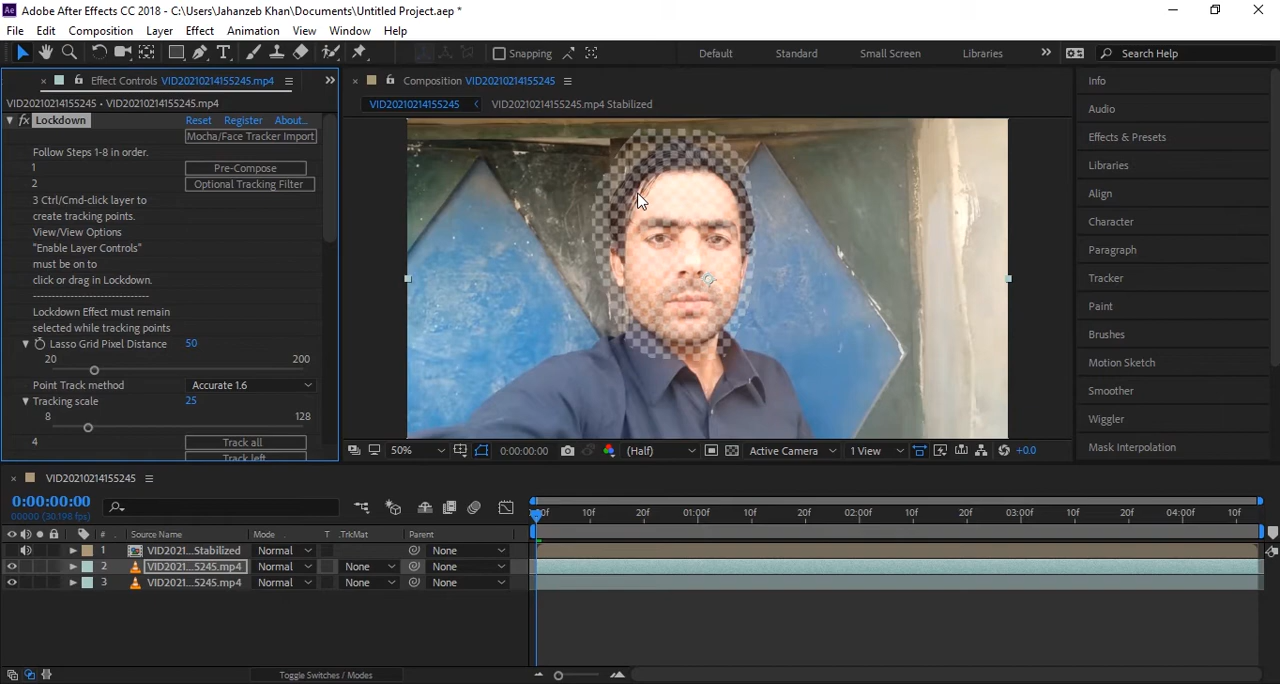 Ae Adobe After Effects CC 2018 - C:\Users\Jahanzeb Khan\Documents\Untitled Project.aep *
File Edit Composition Layer Effect Animation View Window Help
Snapping Default Standard Small Screen Libraries Search Help
Effect Controls VID20210214155245.mp4
Composition VID20210214155245
Info
VID20210214155245 • VID20210214155245.mp4
VID20210214155245 VID20210214155245.mp4 Stabilized
Audio
fx Lockdown Reset Register About...
Mocha/Face Tracker Import
Effects & Presets
Follow Steps 1-8 in order.
1 Pre-Compose
Libraries
2 Optional Tracking Filter
Align
3 Ctrl/Cmd-click layer to
create tracking points.
Character
View/View Options
"Enable Layer Controls"
Paragraph
must be on to
click or drag in Lockdown.
Tracker
--------------------------------
Lockdown Effect must remain
Paint
selected while tracking points
Brushes
Lasso Grid Pixel Distance 50
20 200
Motion Sketch
Point Track method Accurate 1.6
Smoother
Tracking scale 25
8 128
Wiggler
4 Track all
Mask Interpolation
Track left
50% 0:00:00:00 (Half) Active Camera 1 View +0.0
VID20210214155245
0:00:00:00
00000 (30.198 fps)
:00f 10f 20f 01:00f 10f 20f 02:00f 10f 20f 03:00f 10f 20f 04:00f 10f
# Source Name Mode T .TrkMat Parent
1 VID2021...Stabilized Normal None
2 VID2021...5245.mp4 Normal None None
3 VID2021...5245.mp4 Normal None None
Toggle Switches / Modes